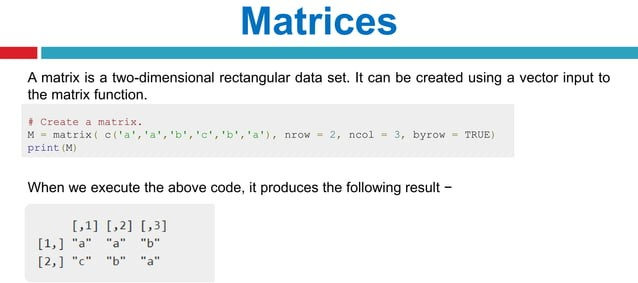 Matrices
A matrix is a two-dimensional rectangular data set. It can be created using a vector input to
the matrix function.
# Create a matrix.
M = matrix( c('a','a','b','c','b','a'), nrow = 2, ncol = 3, byrow = TRUE)
print(M)
When we execute the above code, it produces the following result −
[,1] [,2] [,3]
[1,] "a" "a" "b"
[2,] "c" "b" "a"